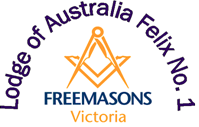 Lodge of Australia Felix No. 1
FREEMASONS
Victoria